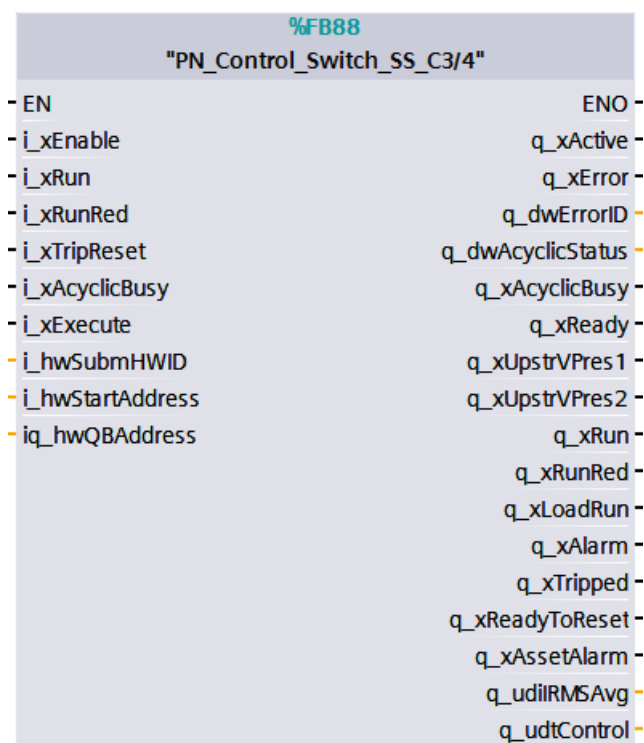 %FB88
"PN_Control_Switch_SS_C3/4"
EN ENO
i_xEnable q_xActive
i_xRun q_xError
i_xRunRed q_dwErrorID
i_xTripReset q_dwAcyclicStatus
i_xAcyclicBusy q_xAcyclicBusy
i_xExecute q_xReady
i_hwSubmHWID q_xUpstrVPres1
i_hwStartAddress q_xUpstrVPres2
iq_hwQBAddress q_xRun
q_xRunRed
q_xLoadRun
q_xAlarm
q_xTripped
q_xReadyToReset
q_xAssetAlarm
q_udiIRMSAvg
q_udtControl